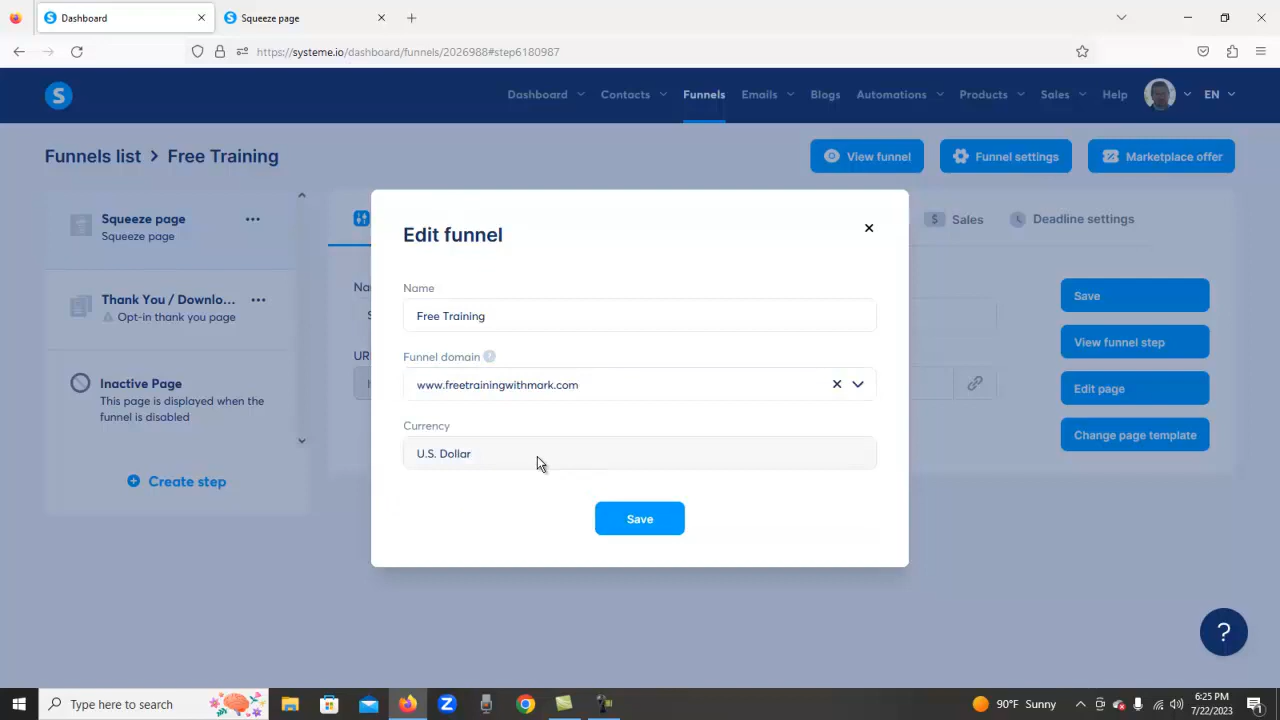 Dashboard
Squeeze page
https://systeme.io/dashboard/funnels/2026988#step6180987
S
Dashboard
Contacts
Funnels
Emails
Blogs
Automations
Products
Sales
Help
EN
Funnels list > Free Training
View funnel
Funnel settings
Marketplace offer
Squeeze page
Squeeze page
Thank You / Downlo...
Opt-in thank you page
Inactive Page
This page is displayed when the
funnel is disabled
Create step
Sales
Deadline settings
Na
S
UR
Save
View funnel step
Edit page
Change page template
Edit funnel
Name
Free Training
Funnel domain ?
www.freetrainingwithmark.com
Currency
U.S. Dollar
Save
?
Type here to search
90°F Sunny
6:25 PM
7/22/2023